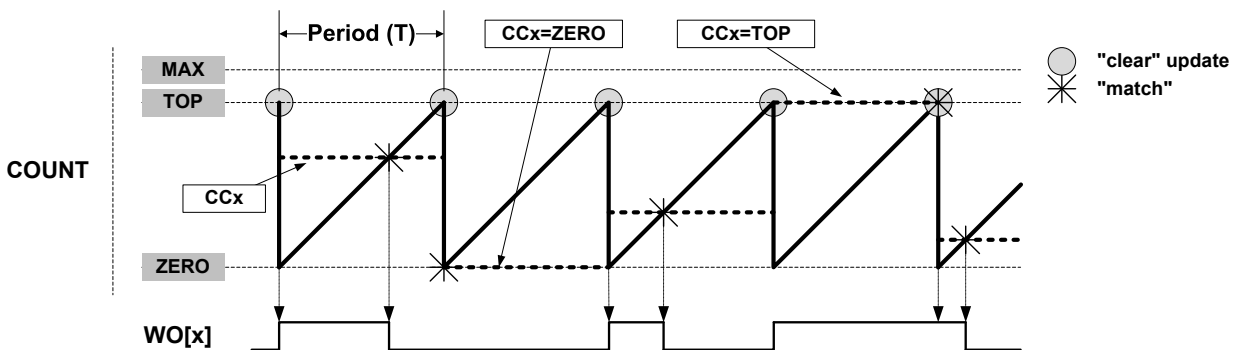 Period (T)
CCx=ZERO
CCx=TOP
"clear" update
"match"
MAX
TOP
COUNT
CCx
ZERO
WO[x]